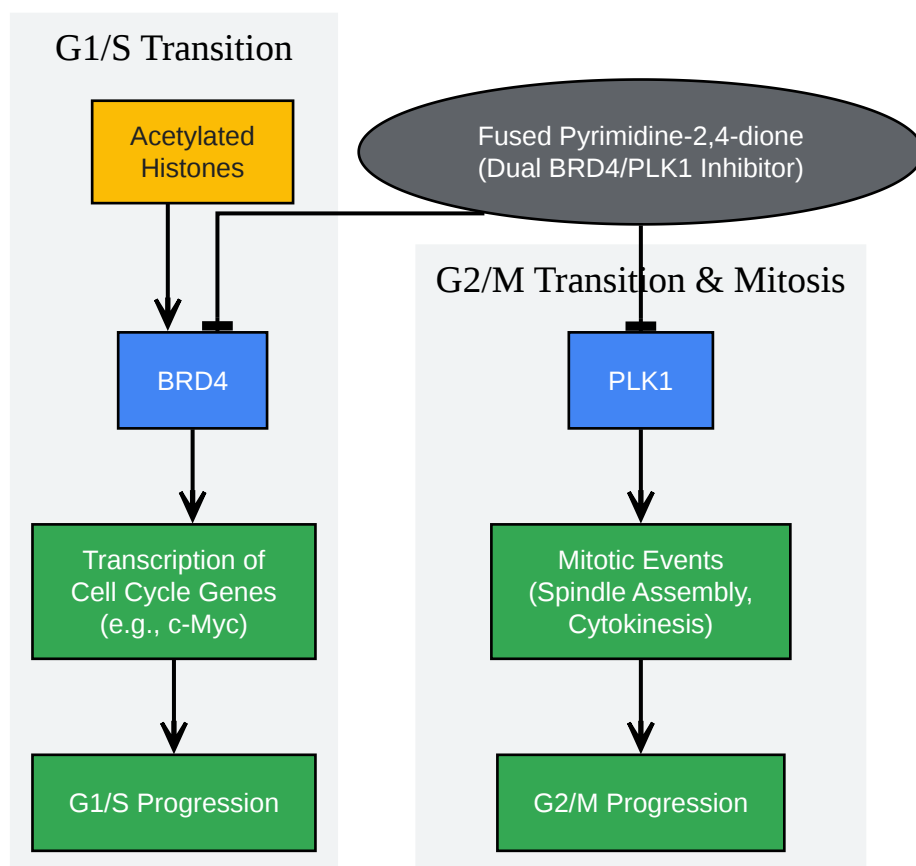 G1/S Transition
Acetylated
Histones
Fused Pyrimidine-2,4-dione
(Dual BRD4/PLK1 Inhibitor)
G2/M Transition & Mitosis
BRD4
PLK1
Transcription of
Cell Cycle Genes
(e.g., c-Myc)
Mitotic Events
(Spindle Assembly,
Cytokinesis)
G1/S Progression
G2/M Progression